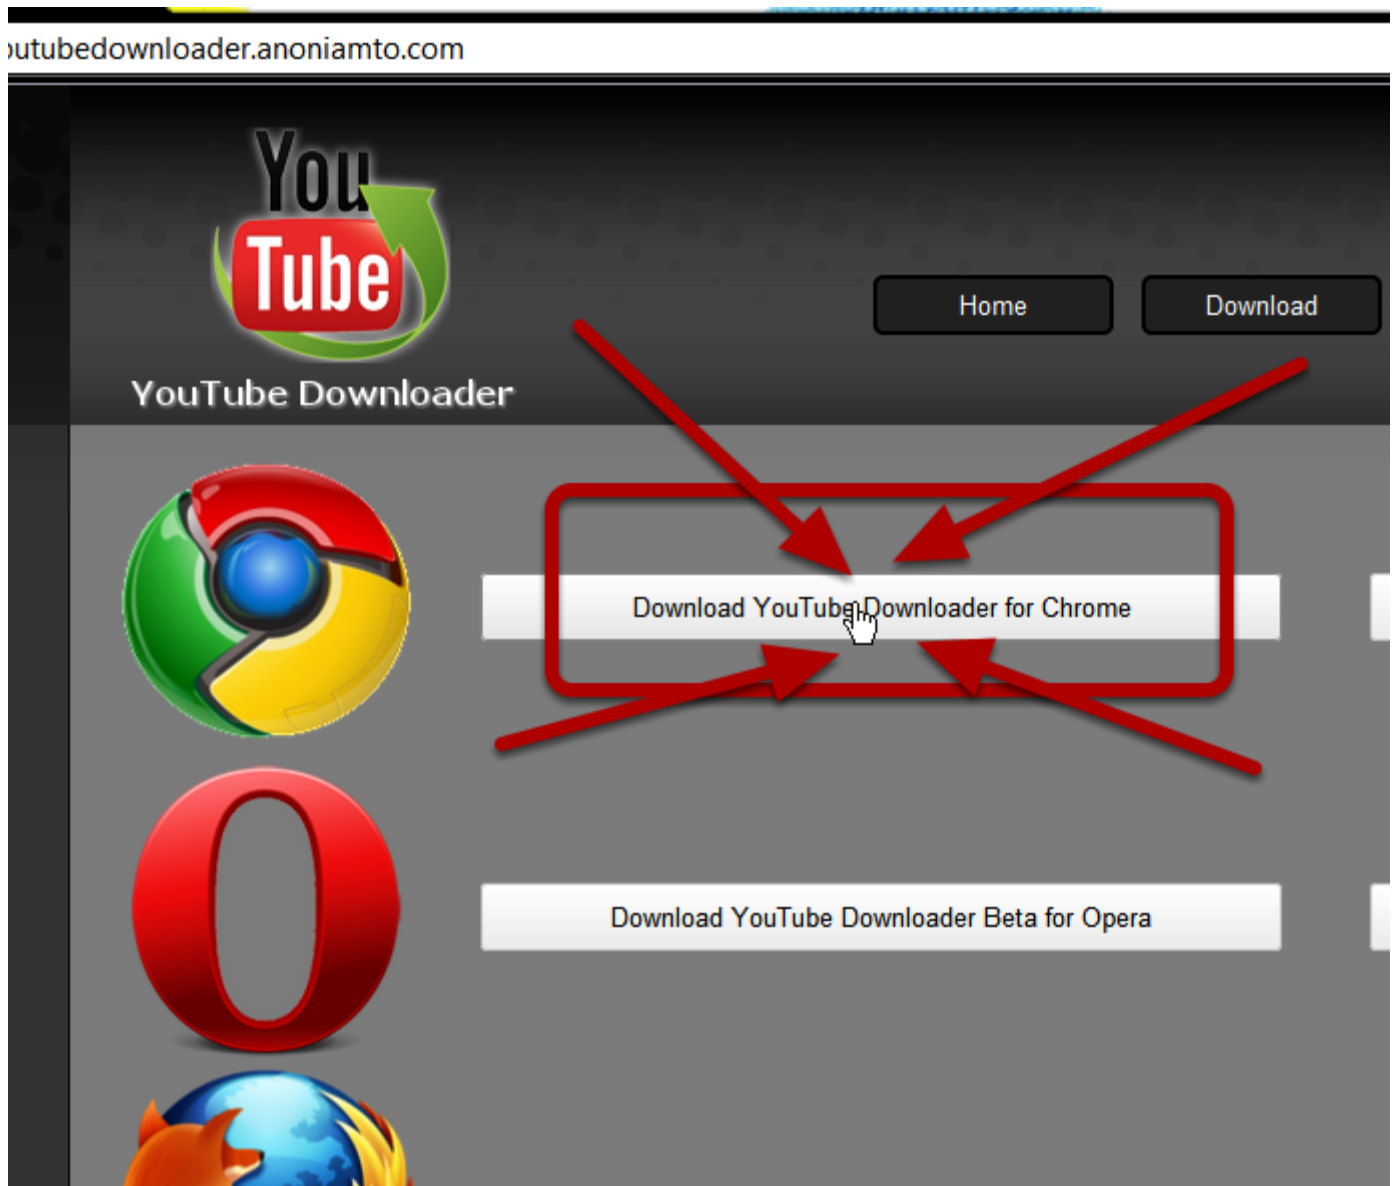 outubedownloader.anoniamto.com
You
Tube
YouTube Downloader
Home
Download
Download YouTube Downloader for Chrome
Download YouTube Downloader Beta for Opera